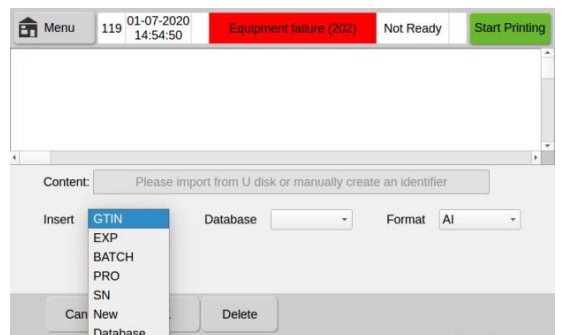 Menu 119 01-07-2020 14:54:50 Equipment failure (202) Not Ready Start Printing
Content: Please import from U disk or manually create an identifier
Insert GTIN Database Format AI
EXP
BATCH
PRO
SN
New
Database
Can Delete